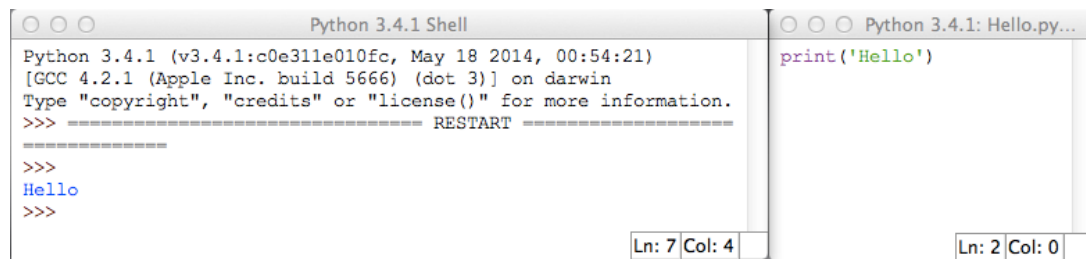 Python 3.4.1 Shell
Python 3.4.1 (v3.4.1:c0e311e010fc, May 18 2014, 00:54:21)
[GCC 4.2.1 (Apple Inc. build 5666) (dot 3)] on darwin
Type "copyright", "credits" or "license()" for more information.
>>> ================================ RESTART ===================
=============
>>>
Hello
>>>
Ln: 7 Col: 4
Python 3.4.1: Hello.py...
print('Hello')
Ln: 2 Col: 0